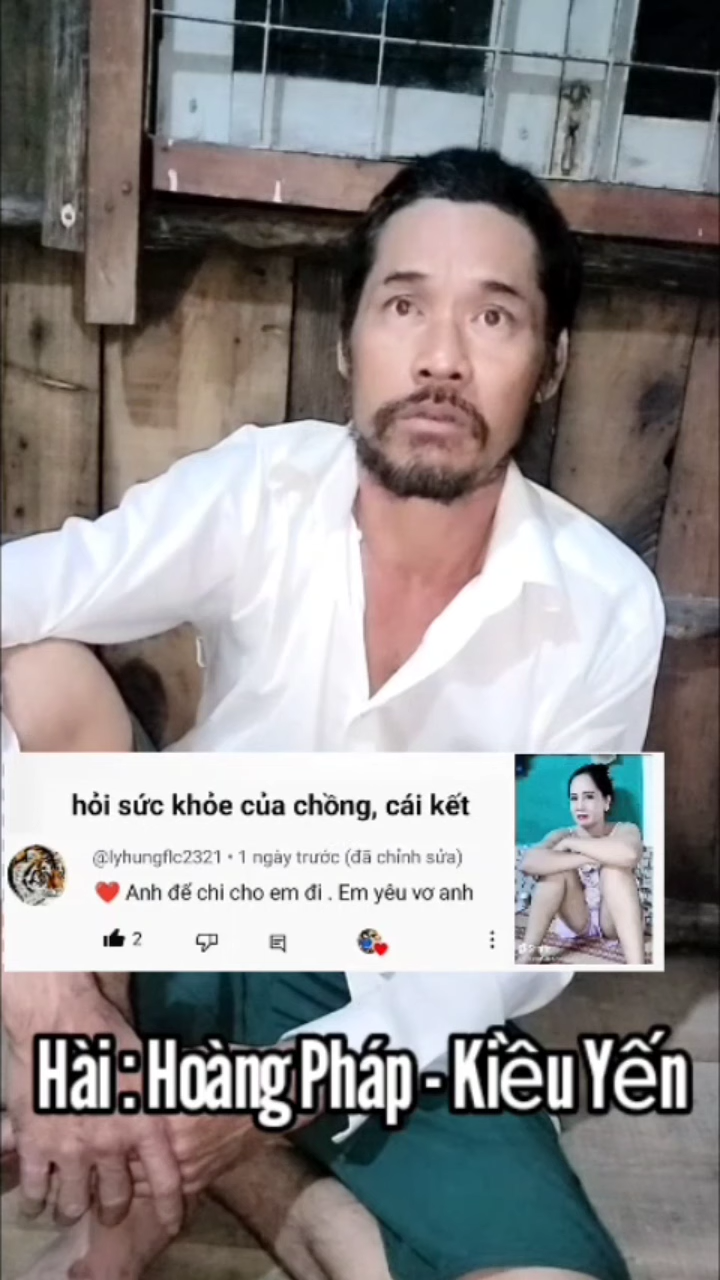 hỏi sức khỏe của chồng, cái kết
@lyhungflc2321 • 1 ngày trước (đã chỉnh sửa)
❤️ Anh để chi cho em đi . Em yêu vợ anh
2
Hài : Hoàng Pháp - Kiều Yến